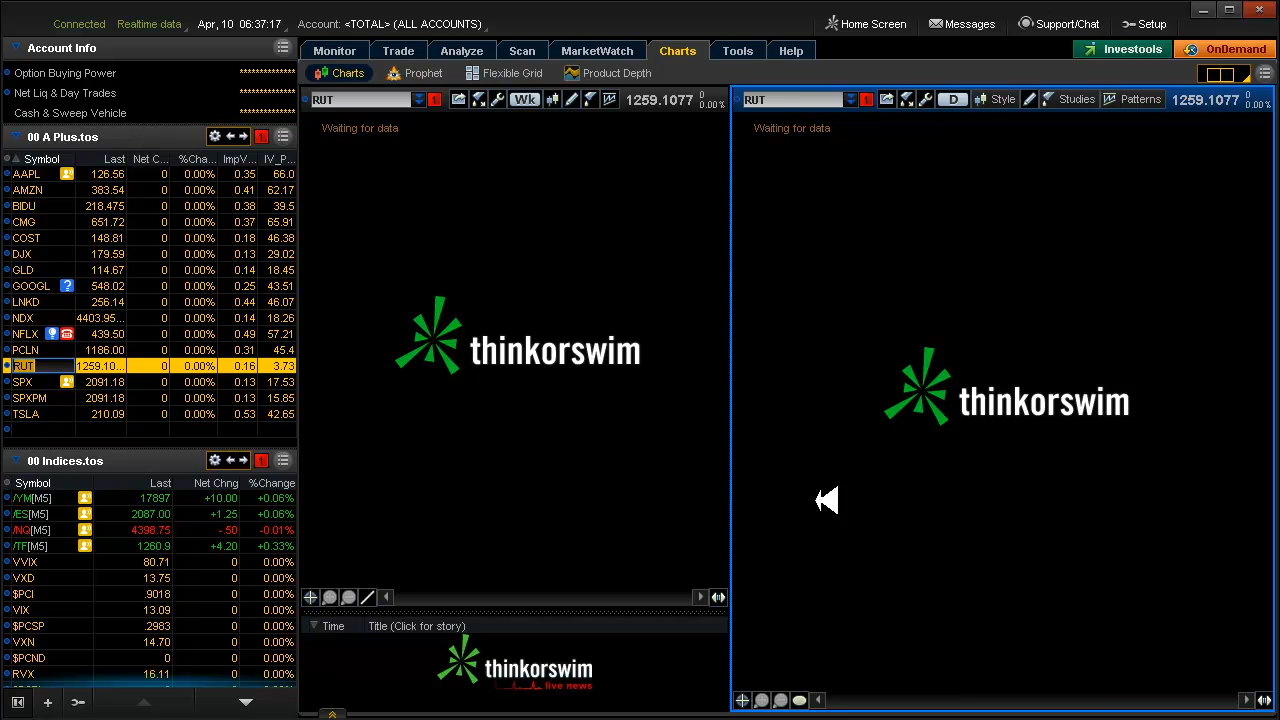 Connected Realtime data Apr, 10 06:37:17 Account: <TOTAL> (ALL ACCOUNTS) Home Screen Messages Support/Chat Setup
Account Info
Option Buying Power **************
Net Liq & Day Trades **************
Cash & Sweep Vehicle **************
00 A Plus.tos 1
Symbol Last Net C... %Cha... ImpV... IV_P...
AAPL 126.56 0 0.00% 0.35 66.0
AMZN 383.54 0 0.00% 0.41 62.17
BIDU 218.475 0 0.00% 0.38 39.5
CMG 651.72 0 0.00% 0.37 65.91
COST 148.81 0 0.00% 0.18 46.38
DJX 179.59 0 0.00% 0.13 29.02
GLD 114.67 0 0.00% 0.14 18.45
GOOGL ? 548.02 0 0.00% 0.25 43.51
LNKD 256.14 0 0.00% 0.44 46.07
NDX 4403.95... 0 0.00% 0.14 18.26
NFLX 439.50 0 0.00% 0.49 57.21
PCLN 1186.00 0 0.00% 0.31 45.4
RUT 1259.10... 0 0.00% 0.16 3.73
SPX 2091.18 0 0.00% 0.13 17.53
SPXPM 2091.18 0 0.00% 0.13 15.85
TSLA 210.09 0 0.00% 0.53 42.65
00 Indices.tos 1
Symbol Last Net Chng %Change
/YM[M5] 17897 +10.00 +0.06%
/ES[M5] 2087.00 +1.25 +0.06%
/NQ[M5] 4398.75 -.50 -0.01%
/TF[M5] 1260.9 +4.20 +0.33%
VVIX 80.71 0 0.00%
VXD 13.75 0 0.00%
$PCI .9018 0 0.00%
VIX 13.09 0 0.00%
$PCSP .2983 0 0.00%
VXN 14.70 0 0.00%
$PCND 0 0 0.00%
RVX 16.11 0 0.00%
Monitor Trade Analyze Scan MarketWatch Charts Tools Help Investools OnDemand
Charts Prophet Flexible Grid Product Depth
RUT 1 Wk 1259.1077 0 0.00%
Waiting for data
thinkorswim
Time Title (Click for story)
thinkorswim
live news
RUT 1 D Style Studies Patterns 1259.1077 0 0.00%
Waiting for data
thinkorswim